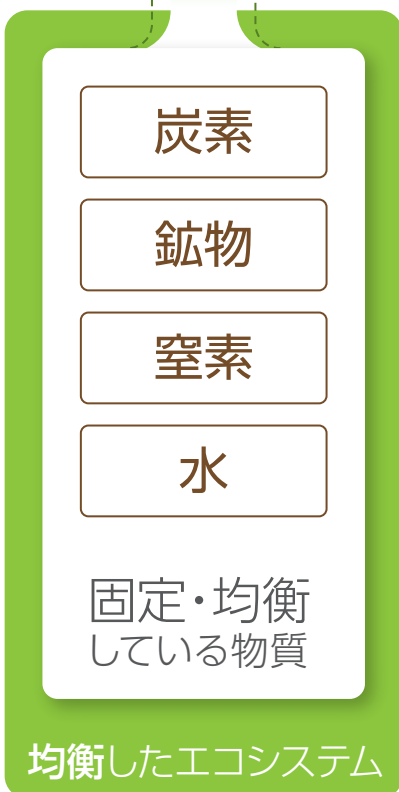 炭素
鉱物
窒素
水
固定・均衡
している物質
均衡したエコシステム